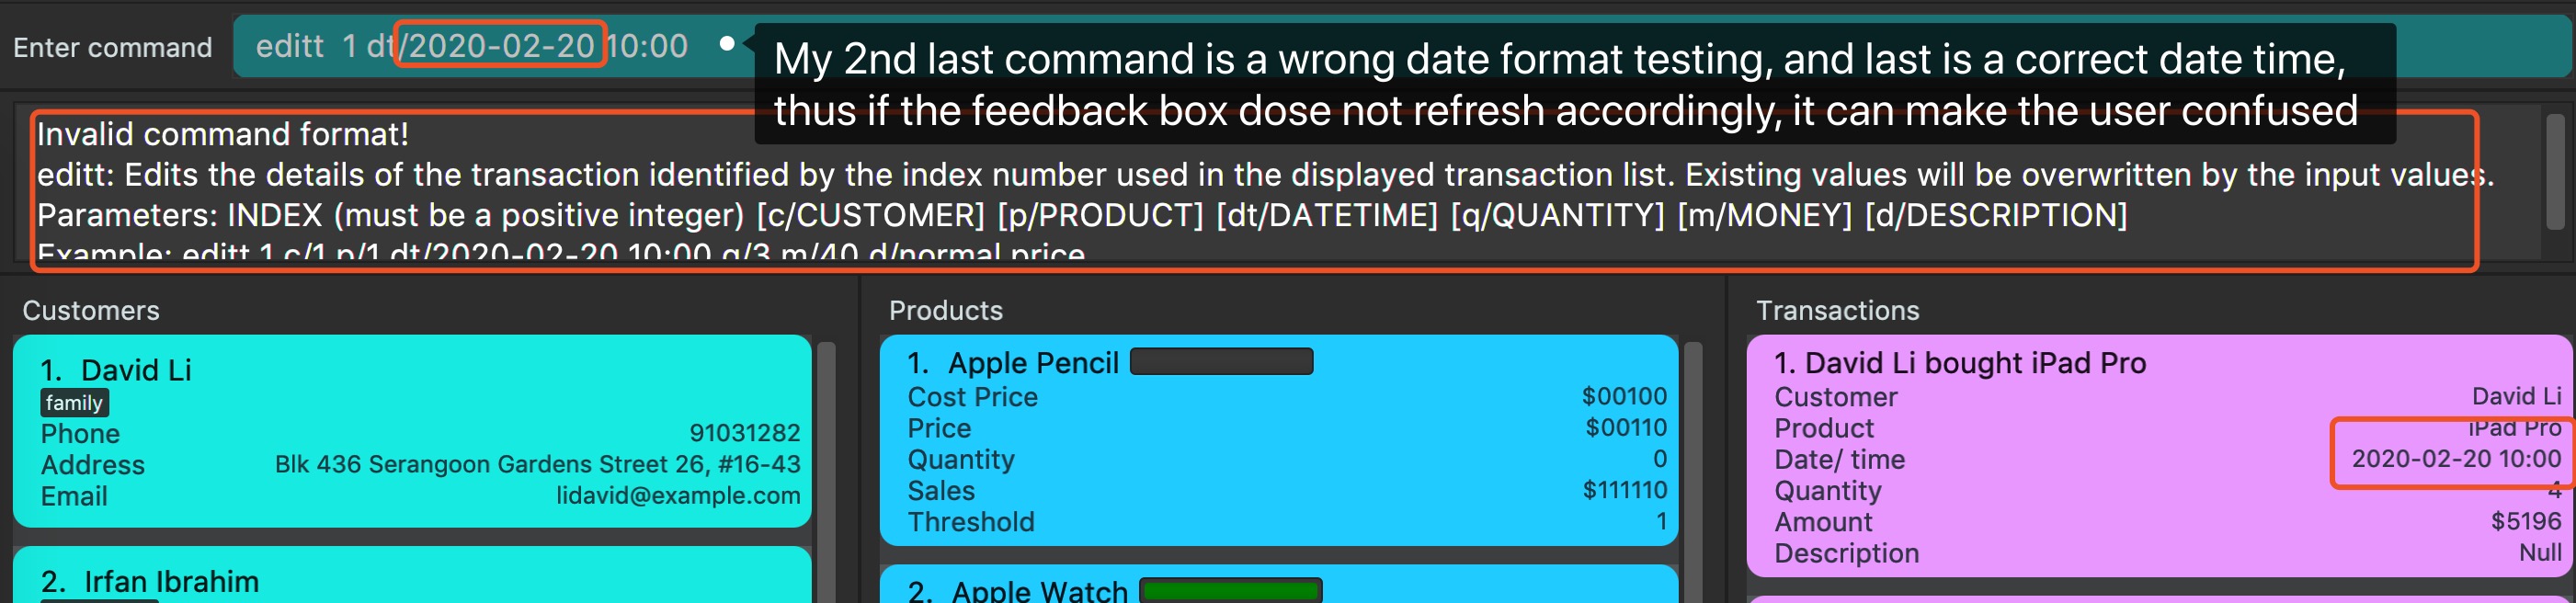 Enter command
editt 1 dt/2020-02-20 10:00
My 2nd last command is a wrong date format testing, and last is a correct date time,
thus if the feedback box dose not refresh accordingly, it can make the user confused
Invalid command format!
editt: Edits the details of the transaction identified by the index number used in the displayed transaction list. Existing values will be overwritten by the input values.
Parameters: INDEX (must be a positive integer) [c/CUSTOMER] [p/PRODUCT] [dt/DATETIME] [q/QUANTITY] [m/MONEY] [d/DESCRIPTION]
Example: editt 1 c/1 p/1 dt/2020-02-20 10:00 q/3 m/40 d/normal price
Customers
1. David Li
family
Phone 91031282
Address Blk 436 Serangoon Gardens Street 26, #16-43
Email lidavid@example.com
2. Irfan Ibrahim
Products
1. Apple Pencil
Cost Price $00100
Price $00110
Quantity 0
Sales $111110
Threshold 1
2. Apple Watch
Transactions
1. David Li bought iPad Pro
Customer David Li
Product iPad Pro
Date/ time 2020-02-20 10:00
Quantity 4
Amount $5196
Description Null